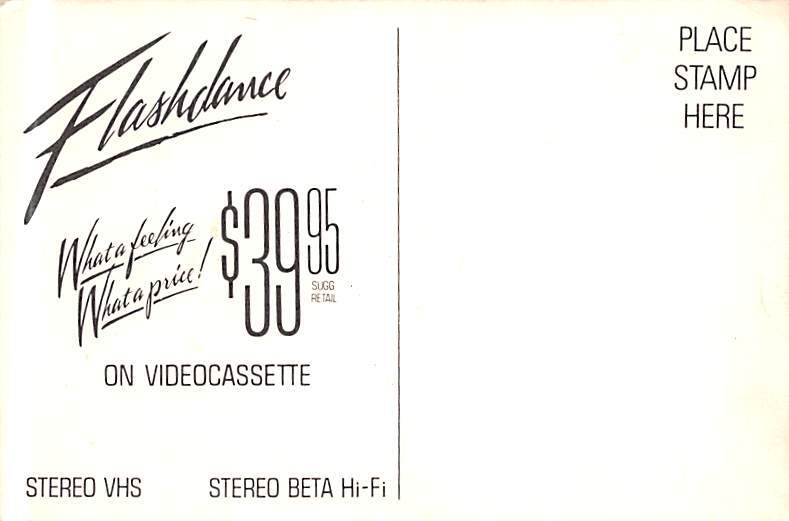 Flashdance
What a feeling
What a price!
$39 95
SUGG
RETAIL
ON VIDEOCASSETTE
STEREO VHS
STEREO BETA Hi-Fi
PLACE
STAMP
HERE